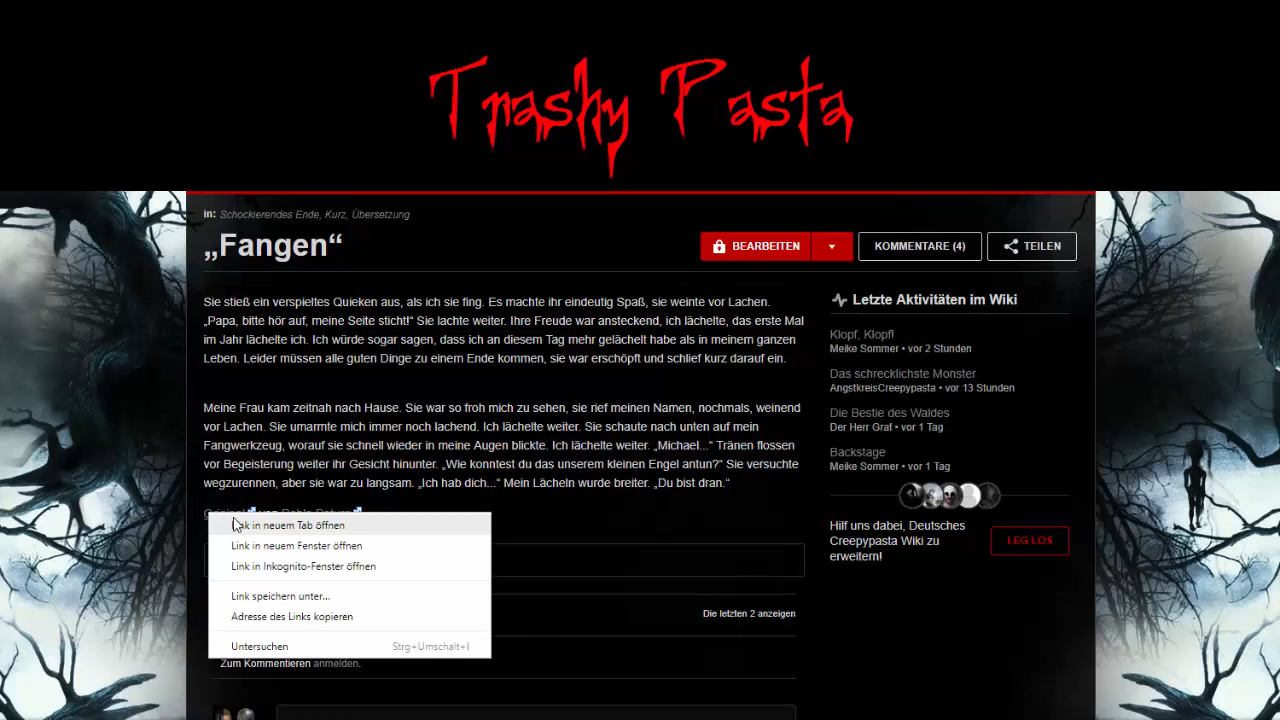 Trashy Pasta
in: Schockierendes Ende, Kurz, Übersetzung
„Fangen“
BEARBEITEN
KOMMENTARE (4)
TEILEN
Sie stieß ein verspieltes Quieken aus, als ich sie fing. Es machte ihr eindeutig Spaß, sie weinte vor Lachen.
„Papa, bitte hör auf, meine Seite sticht!“ Sie lachte weiter. Ihre Freude war ansteckend, ich lächelte, das erste Mal
im Jahr lächelte ich. Ich würde sogar sagen, dass ich an diesem Tag mehr gelächelt habe als in meinem ganzen
Leben. Leider müssen alle guten Dinge zu einem Ende kommen, sie war erschöpft und schlief kurz darauf ein.
Meine Frau kam zeitnah nach Hause. Sie war so froh mich zu sehen, sie rief meinen Namen, nochmals, weinend
vor Lachen. Sie umarmte mich immer noch lachend. Ich lächelte weiter. Sie schaute nach unten auf mein
Fangwerkzeug, worauf sie schnell wieder in meine Augen blickte. Ich lächelte weiter. „Michael...“ Tränen flossen
vor Begeisterung weiter ihr Gesicht hinunter. „Wie konntest du das unserem kleinen Engel antun?“ Sie versuchte
wegzurennen, aber sie war zu langsam. „Ich hab dich...“ Mein Lächeln wurde breiter. „Du bist dran.“
Link in neuem Tab öffnen
Link in neuem Fenster öffnen
Link in Inkognito-Fenster öffnen
Link speichern unter...
Adresse des Links kopieren
Untersuchen Strg+Umschalt+I
Die letzten 2 anzeigen
Zum Kommentieren anmelden.
Letzte Aktivitäten im Wiki
Klopf, Klopf!
Meike Sommer • vor 2 Stunden
Das schrecklichste Monster
AngstkreisCreepypasta • vor 13 Stunden
Die Bestie des Waldes
Der Herr Graf • vor 1 Tag
Backstage
Meike Sommer • vor 1 Tag
Hilf uns dabei, Deutsches
Creepypasta Wiki zu
erweitern!
LEG LOS